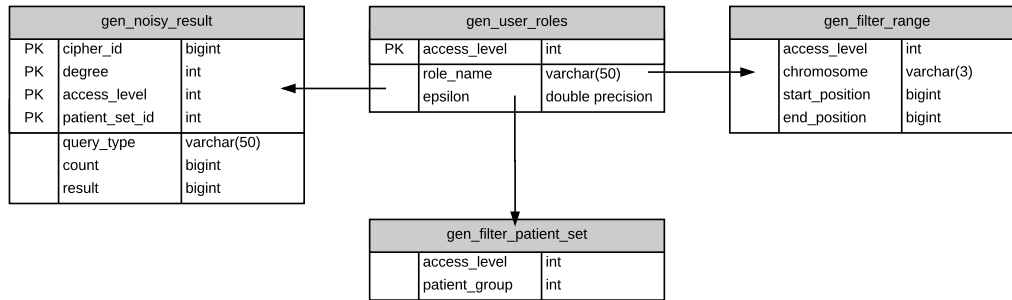 gen_noisy_result
PK cipher_id bigint
PK degree int
PK access_level int
PK patient_set_id int
query_type varchar(50)
count bigint
result bigint
gen_user_roles
PK access_level int
role_name varchar(50)
epsilon double precision
gen_filter_range
access_level int
chromosome varchar(3)
start_position bigint
end_position bigint
gen_filter_patient_set
access_level int
patient_group int